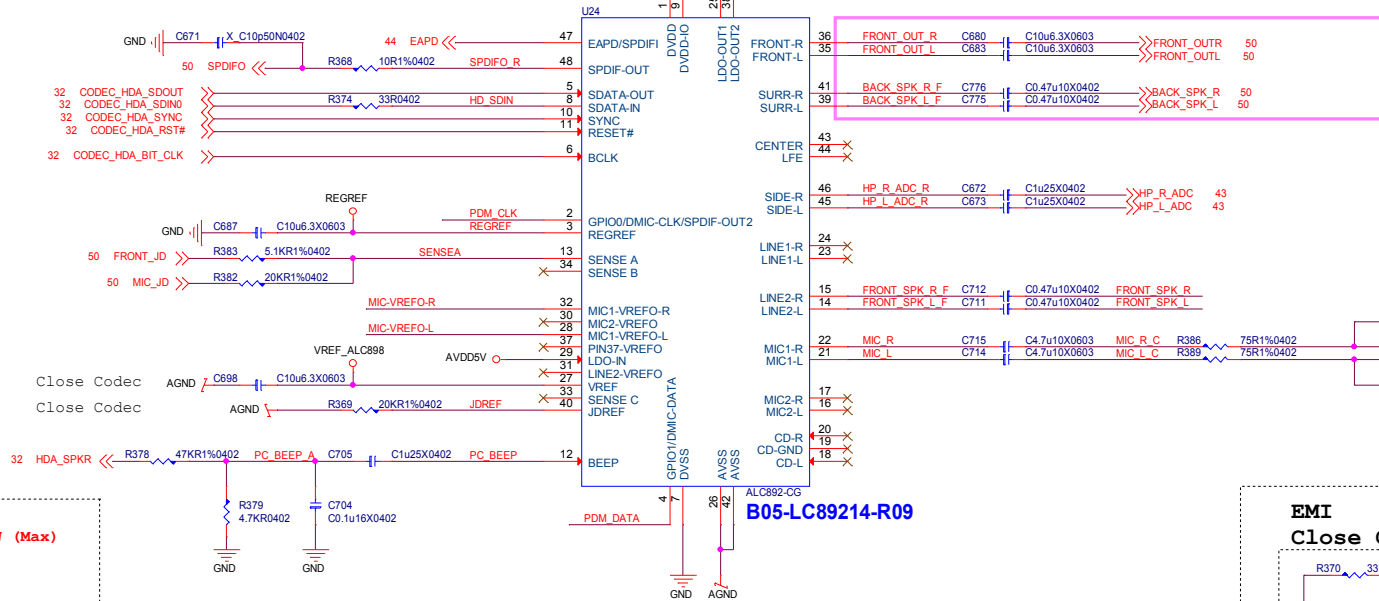 U24
1
9
25
38
DVDD
DVDD-IO
LDO-OUT1
LDO-OUT2
GND C671 X_C10p50N0402
44 EAPD 47 EAPD/SPDIFI
50 SPDIFO R368 10R1%0402 SPDIFO_R 48 SPDIF-OUT
32 CODEC_HDA_SDOUT 5 SDATA-OUT
32 CODEC_HDA_SDIN0 R374 33R0402 HD_SDIN 8 SDATA-IN
32 CODEC_HDA_SYNC 10 SYNC
32 CODEC_HDA_RST# 11 RESET#
32 CODEC_HDA_BIT_CLK 6 BCLK
REGREF
PDM_CLK 2 GPIO0/DMIC-CLK/SPDIF-OUT2
GND C687 C10u6.3X0603 REGREF 3 REGREF
50 FRONT_JD R383 5.1KR1%0402 SENSEA 13 SENSE A
34 SENSE B
50 MIC_JD R382 20KR1%0402
MIC-VREFO-R 32 MIC1-VREFO-R
30 MIC2-VREFO
MIC-VREFO-L 28 MIC1-VREFO-L
37 PIN37-VREFO
VREF_ALC898 AVDD5V 29 LDO-IN
31 LINE2-VREFO
Close Codec AGND C698 C10u6.3X0603 27 VREF
33 SENSE C
Close Codec AGND R369 20KR1%0402 JDREF 40 JDREF
32 HDA_SPKR R378 47KR1%0402 PC_BEEP_A C705 C1u25X0402 PC_BEEP 12 BEEP
R379
4.7KR0402
C704
C0.1u16X0402
GND
GND
(Max)
FRONT-R 36 FRONT_OUT_R C680 C10u6.3X0603 FRONT_OUTR 50
FRONT-L 35 FRONT_OUT_L C683 C10u6.3X0603 FRONT_OUTL 50
SURR-R 41 BACK_SPK_R_F C776 C0.47u10X0402 BACK_SPK_R 50
SURR-L 39 BACK_SPK_L_F C775 C0.47u10X0402 BACK_SPK_L 50
CENTER 43
LFE 44
SIDE-R 46 HP_R_ADC_R C672 C1u25X0402 HP_R_ADC 43
SIDE-L 45 HP_L_ADC_R C673 C1u25X0402 HP_L_ADC 43
LINE1-R 24
LINE1-L 23
LINE2-R 15 FRONT_SPK_R_F C712 C0.47u10X0402 FRONT_SPK_R
LINE2-L 14 FRONT_SPK_L_F C711 C0.47u10X0402 FRONT_SPK_L
MIC1-R 22 MIC_R C715 C4.7u10X0603 MIC_R_C R386 75R1%0402
MIC1-L 21 MIC_L C714 C4.7u10X0603 MIC_L_C R389 75R1%0402
MIC2-R 17
MIC2-L 16
CD-R 20
CD-GND 19
CD-L 18
GPIO1/DMIC-DATA
DVSS
AVSS
AVSS
4
7
26
42
ALC892-CG
B05-LC89214-R09
PDM_DATA
GND
AGND
EMI
Close
R370 33